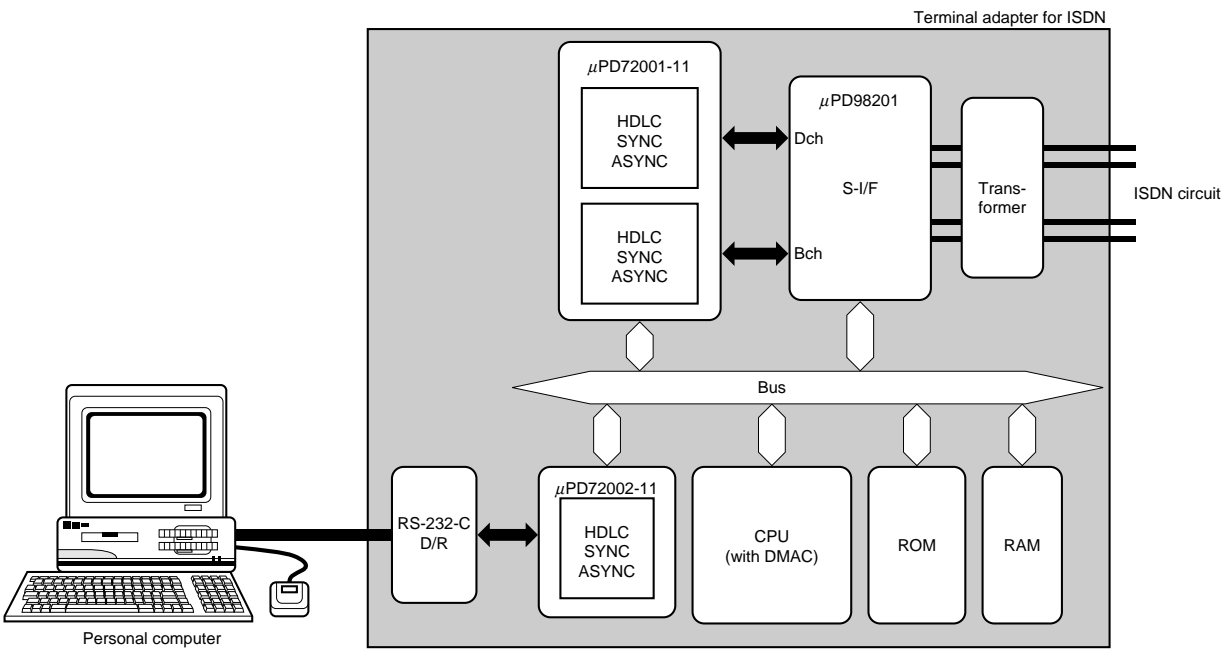 Terminal adapter for ISDN
μPD72001-11
HDLC
SYNC
ASYNC
HDLC
SYNC
ASYNC
μPD98201
Dch
S-I/F
Bch
Trans-
former
ISDN circuit
Bus
RS-232-C
D/R
μPD72002-11
HDLC
SYNC
ASYNC
CPU
(with DMAC)
ROM
RAM
Personal computer